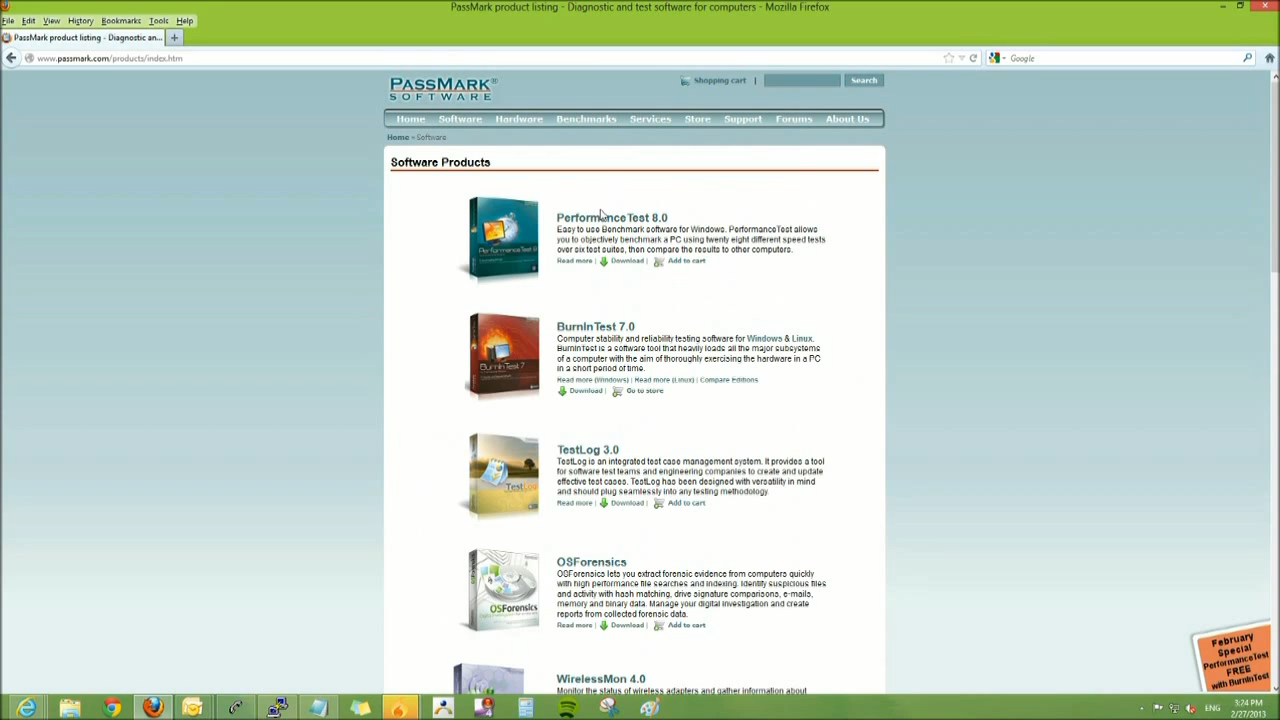 PassMark product listing - Diagnostic and test software for computers - Mozilla Firefox
File Edit View History Bookmarks Tools Help
PassMark product listing - Diagnostic an... +
www.passmark.com/products/index.htm
Google
PASSMARK®
SOFTWARE
Shopping cart |
Search
Home Software Hardware Benchmarks Services Store Support Forums About Us
Home » Software
Software Products
PerformanceTest 8
PerformanceTest 8.0
Easy to use Benchmark software for Windows. PerformanceTest allows
you to objectively benchmark a PC using twenty eight different speed tests
over six test suites, then compare the results to other computers.
Read more | Download | Add to cart
BurnInTest 7
BurnInTest 7.0
Computer stability and reliability testing software for Windows & Linux.
BurnInTest is a software tool that heavily loads all the major subsystems
of a computer with the aim of thoroughly exercising the hardware in a PC
in a short period of time.
Read more (Windows) | Read more (Linux) | Compare Editions
Download | Go to store
TestLog
TestLog 3.0
TestLog is an integrated test case management system. It provides a tool
for software test teams and engineering companies to create and update
effective test cases. TestLog has been designed with versatility in mind
and should plug seamlessly into any testing methodology.
Read more | Download | Add to cart
OSForensics
OSForensics
OSForensics lets you extract forensic evidence from computers quickly
with high performance file searches and indexing. Identify suspicious files
and activity with hash matching, drive signature comparisons, e-mails,
memory and binary data. Manage your digital investigation and create
reports from collected forensic data.
Read more | Download | Add to cart
WirelessMon 4.0
Monitor the status of wireless adapters and gather information about
February
Special
PerformanceTest
FREE
with BurnInTest
ENG
3:24 PM
2/27/2013